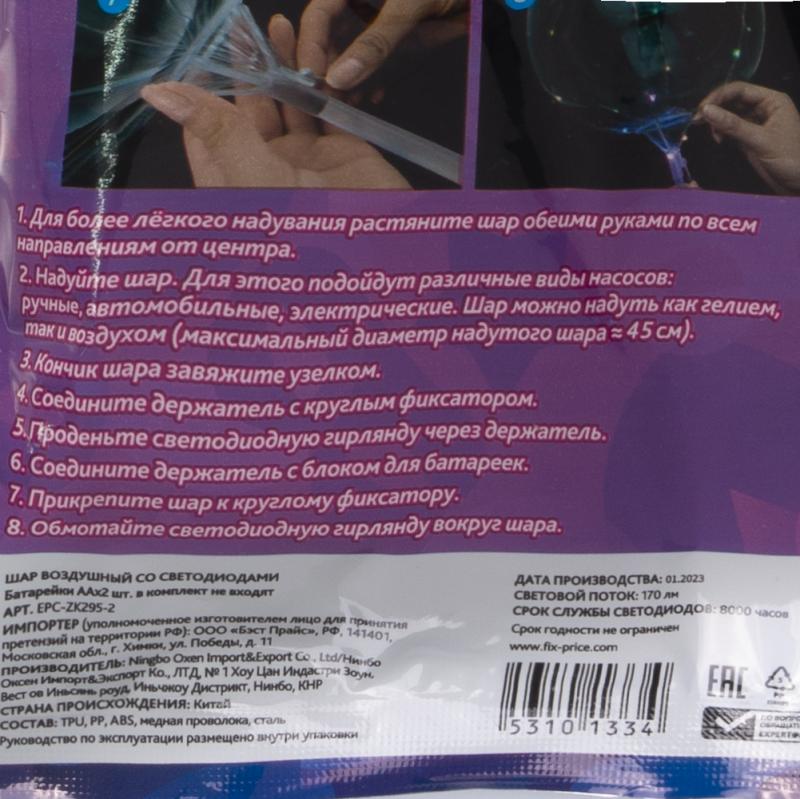 1. Для более лёгкого надувания растяните шар обеими руками по всем
направлениям от центра.
2. Надуйте шар. Для этого подойдут различные виды насосов:
ручные, автомобильные, электрические. Шар можно надуть как гелием,
так и воздухом (максимальный диаметр надутого шара ≈ 45 см).
3. Кончик шара завяжите узелком.
4. Соедините держатель с круглым фиксатором.
5. Проденьте светодиодную гирлянду через держатель.
6. Соедините держатель с блоком для батареек.
7. Прикрепите шар к круглому фиксатору.
8. Обмотайте светодиодную гирлянду вокруг шара.
ШАР ВОЗДУШНЫЙ СО СВЕТОДИОДАМИ
Батарейки ААх2 шт. в комплект не входят
АРТ. EPC-ZK295-2
ИМПОРТЕР (уполномоченное изготовителем лицо для принятия
претензий на территории РФ): ООО «Бэст Прайс», РФ, 141401,
Московская обл., г. Химки, ул. Победы, д. 11
ПРОИЗВОДИТЕЛЬ: Ningbo Oxen Import&Export Co., Ltd/Нинбо
Оксен Импорт&Экспорт Ко., ЛТД, № 1 Хоу Цан Индастри Зоун,
Вест ов Иньсянь роуд, Иньчжоу Дистрикт, Нинбо, КНР
СТРАНА ПРОИСХОЖДЕНИЯ: Китай
СОСТАВ: TPU, PP, ABS, медная проволока, сталь
Руководство по эксплуатации размещено внутри упаковки
ДАТА ПРОИЗВОДСТВА: 01.2023
СВЕТОВОЙ ПОТОК: 170 лм
СРОК СЛУЖБЫ СВЕТОДИОДОВ: 8000 часов
Срок годности не ограничен
www.fix-price.com
5310 1334
EAC
ПО ВОПРО
ОБРАЩАТЬ
EXPERT@